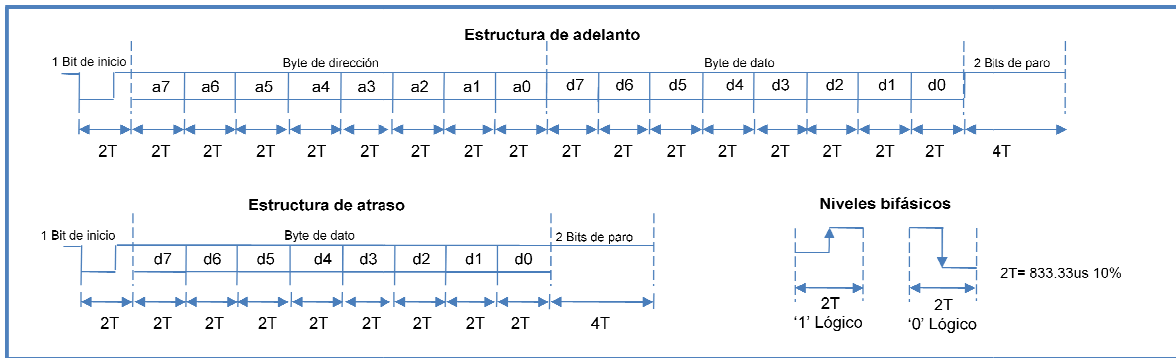 Estructura de adelanto
1 Bit de inicio Byte de dirección Byte de dato 2 Bits de paro
a7 a6 a5 a4 a3 a2 a1 a0 d7 d6 d5 d4 d3 d2 d1 d0
2T 2T 2T 2T 2T 2T 2T 2T 2T 2T 2T 2T 2T 2T 2T 2T 2T 4T
Estructura de atraso
1 Bit de inicio Byte de dato 2 Bits de paro
d7 d6 d5 d4 d3 d2 d1 d0
2T 2T 2T 2T 2T 2T 2T 2T 2T 4T
Niveles bifásicos
2T= 833.33us 10%
2T 2T
‘1’ Lógico ‘0’ Lógico